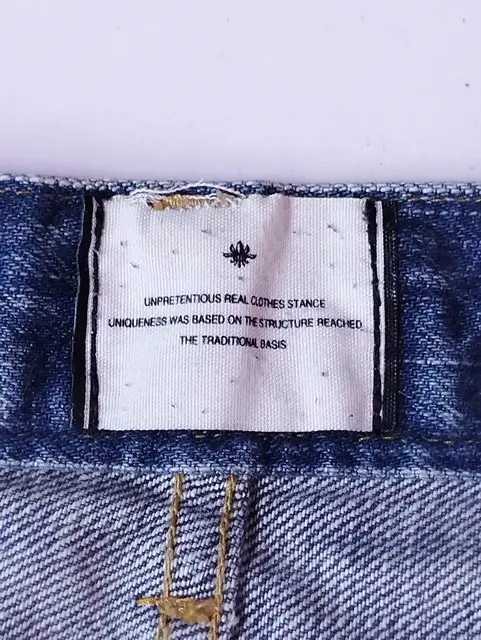 UNPRETENTIOUS REAL CLOTHES STANCE
UNIQUENESS WAS BASED ON THE STRUCTURE REACHED
THE TRADITIONAL BASIS